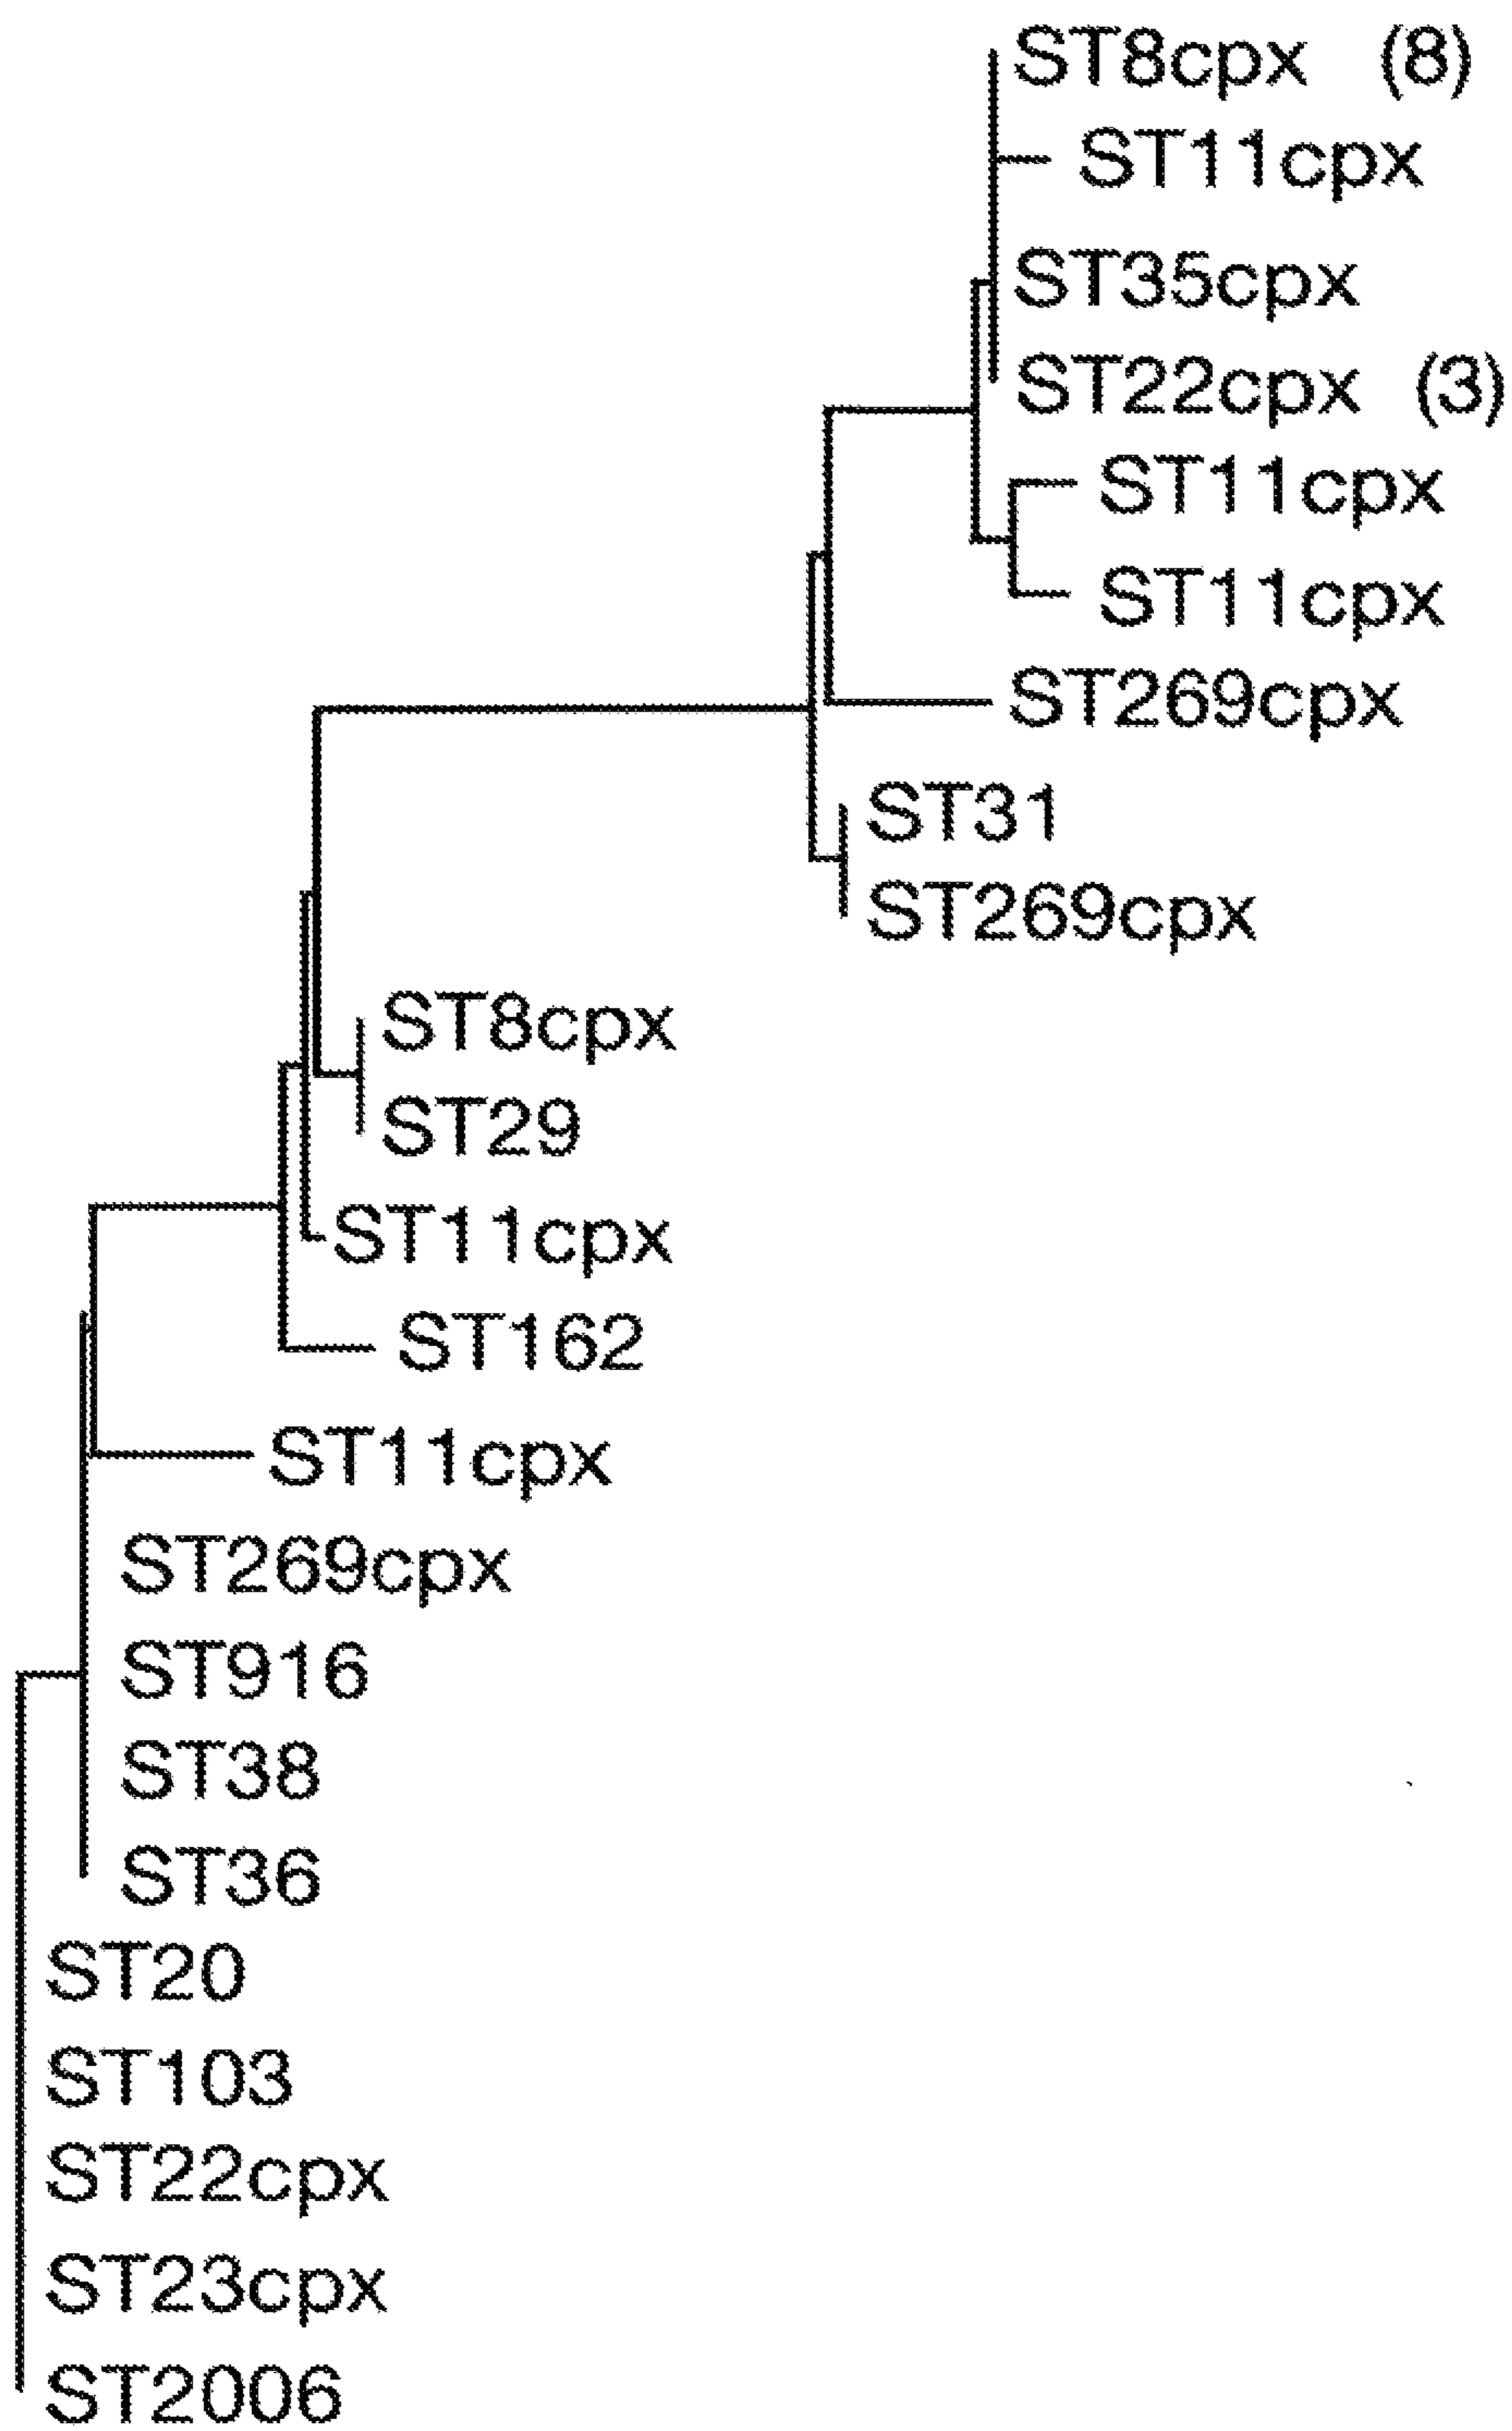 ST8cpx (8)
ST11cpx
ST35cpx
ST22cpx (3)
ST11cpx
ST11cpx
ST269cpx
ST31
ST269cpx
ST8cpx
ST29
ST11cpx
ST162
ST11cpx
ST269cpx
ST916
ST38
ST36
ST20
ST103
ST22cpx
ST23cpx
ST2006